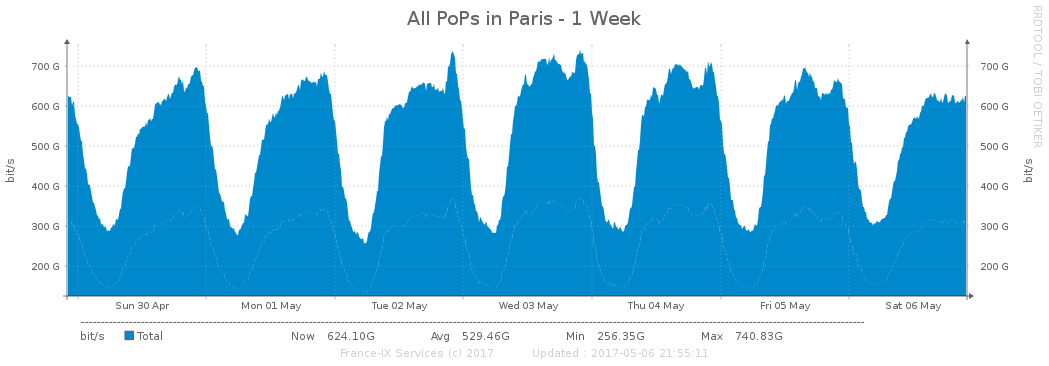 All PoPs in Paris - 1 Week
RRDTOOL / TOBI OETIKER
bit/s
700 G
600 G
500 G
400 G
300 G
200 G
700 G
600 G
500 G
400 G
300 G
200 G
bit/s
Sun 30 Apr Mon 01 May Tue 02 May Wed 03 May Thu 04 May Fri 05 May Sat 06 May
bit/s Total Now 624.10G Avg 529.46G Min 256.35G Max 740.83G
France-IX Services (c) 2017 Updated : 2017-05-06 21:55:11